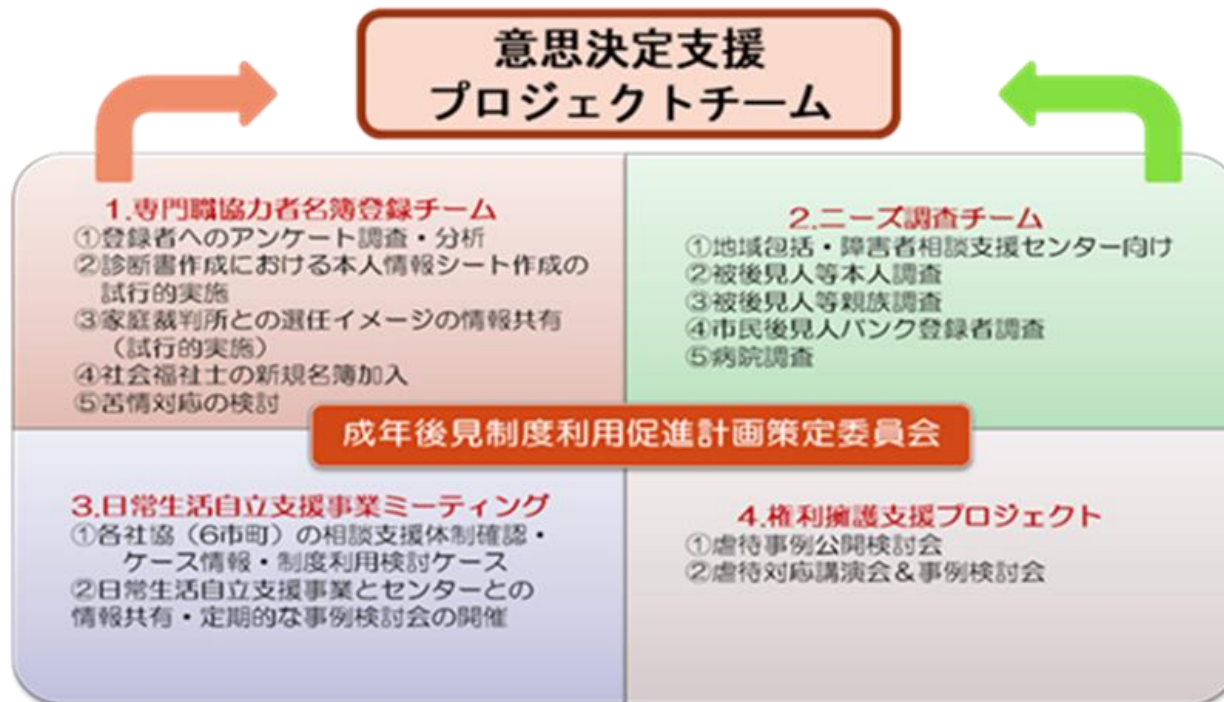 意思決定支援
プロジェクトチーム
1.専門職協力者名簿登録チーム
①登録者へのアンケート調査・分析
②診断書作成における本人情報シート作成の
試行的実施
③家庭裁判所との選任イメージの情報共有
（試行的実施）
④社会福祉士の新規名簿加入
⑤苦情対応の検討
2.ニーズ調査チーム
①地域包括・障害者相談支援センター向け
②被後見人等本人調査
③被後見人等親族調査
④市民後見人バンク登録者調査
⑤病院調査
成年後見制度利用促進計画策定委員会
3.日常生活自立支援事業ミーティング
①各社協（6市町）の相談支援体制確認・
ケース情報・制度利用検討ケース
②日常生活自立支援事業とセンターとの
情報共有・定期的な事例検討会の開催
4.権利擁護支援プロジェクト
①虐待事例公開検討会
②虐待対応講演会＆事例検討会